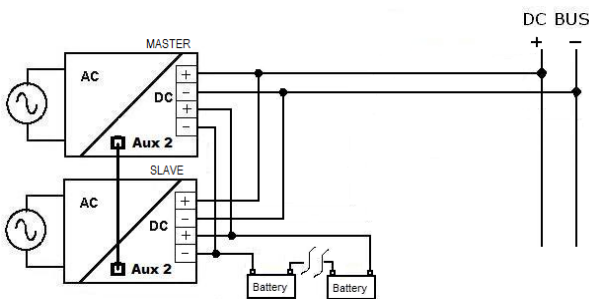 DC BUS
+ −
MASTER
AC
+
DC −
+
−
Aux 2
SLAVE
AC
+
DC −
+
−
Aux 2
Battery Battery